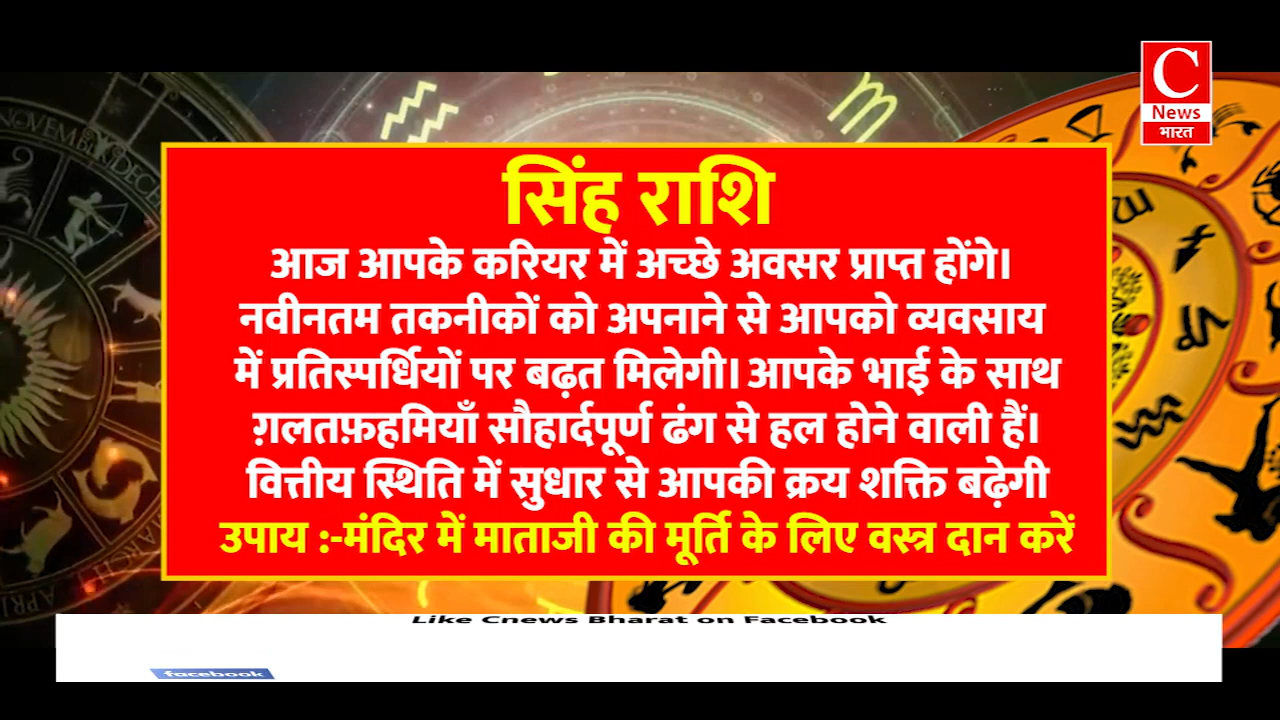 C
News
भारत
सिंह राशि
आज आपके करियर में अच्छे अवसर प्राप्त होंगे।
नवीनतम तकनीकों को अपनाने से आपको व्यवसाय
में प्रतिस्पर्धियों पर बढ़त मिलेगी। आपके भाई के साथ
ग़लतफ़हमियाँ सौहार्दपूर्ण ढंग से हल होने वाली हैं।
वित्तीय स्थिति में सुधार से आपकी क्रय शक्ति बढ़ेगी
उपाय :-मंदिर में माताजी की मूर्ति के लिए वस्त्र दान करें
Like Cnews Bharat on Facebook
facebook